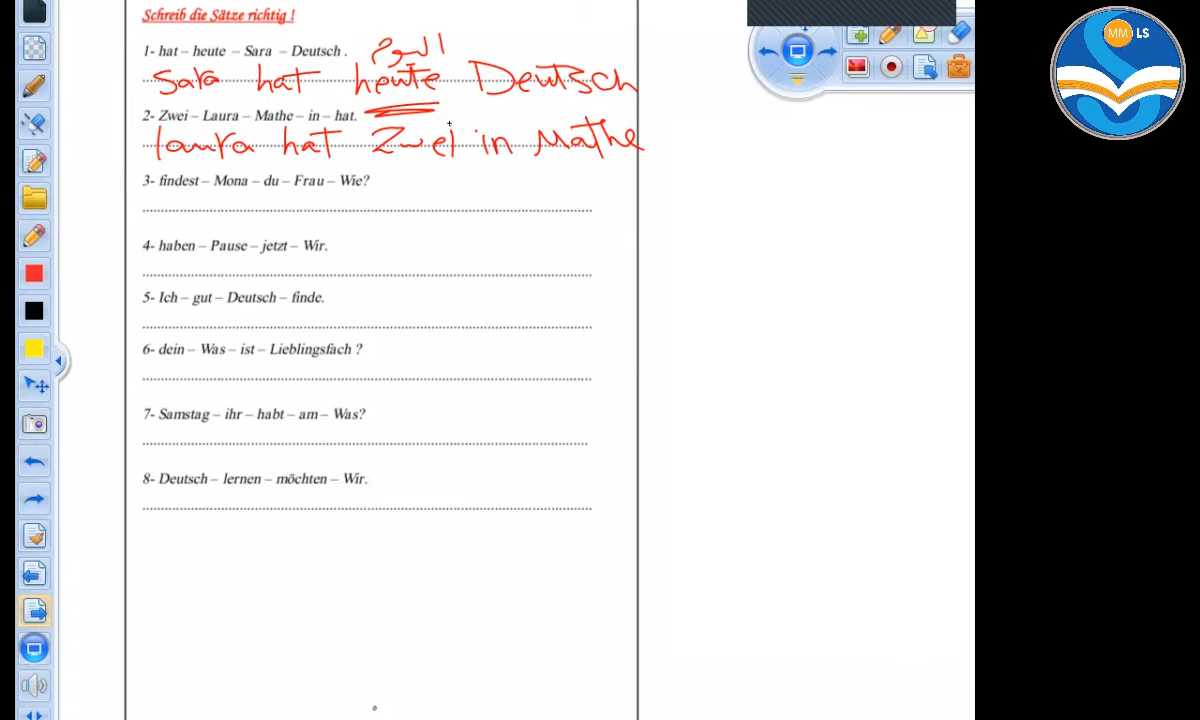 Schreib die Sätze richtig !
1- hat – heute – Sara – Deutsch .
اليوم
Sara hat heute Deutsch
2- Zwei – Laura – Mathe – in – hat.
laura hat Zwei in Mathe
3- findest – Mona – du – Frau – Wie?
4- haben – Pause – jetzt – Wir.
5- Ich – gut – Deutsch – finde.
6- dein – Was – ist – Lieblingsfach ?
7- Samstag – ihr – habt – am – Was?
8- Deutsch – lernen – möchten – Wir.
MM LS